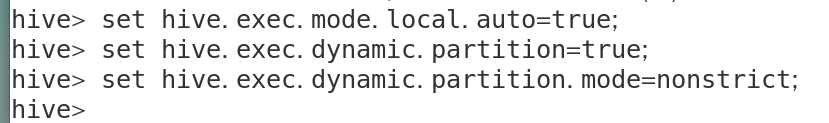 hive> set hive.exec.mode.local.auto=true;
hive> set hive.exec.dynamic.partition=true;
hive> set hive.exec.dynamic.partition.mode=nonstrict;
hive>